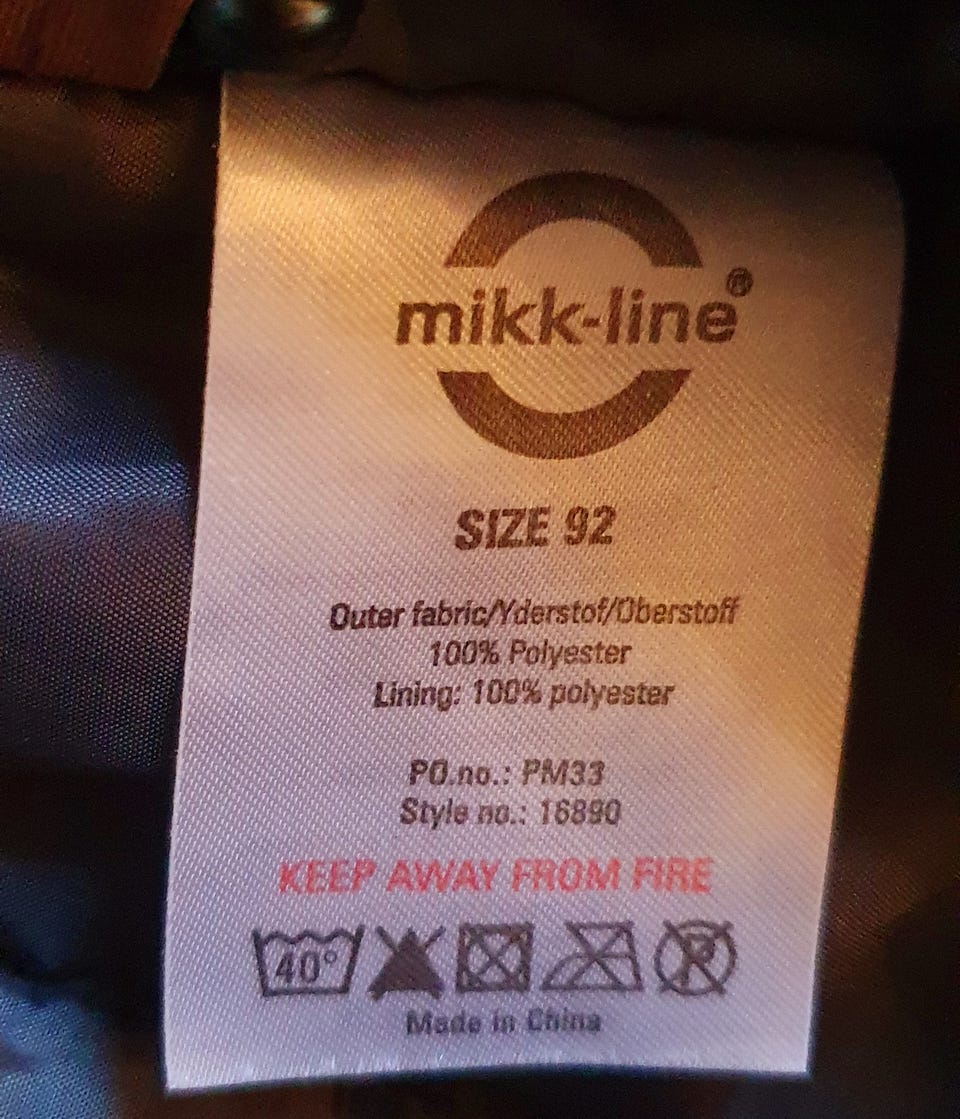 mikk-line®
SIZE 92
Outer fabric/Yderstof/Oberstoff
100% Polyester
Lining: 100% polyester
PO.no.: PM33
Style no.: 16890
KEEP AWAY FROM FIRE
40° P
Made in China